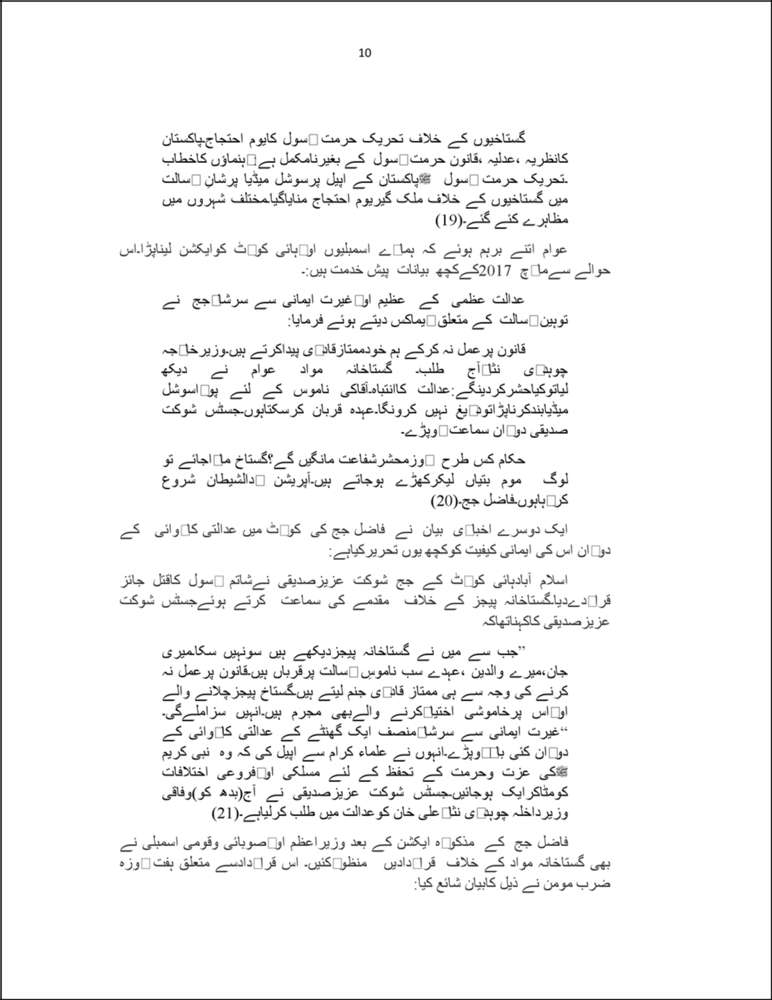 10
گستاخیوں کے خلاف تحریک حرمت □سول کایوم احتجاج۔پاکستان
کانظریہ ،عدلیہ ،قانون حرمت□سول کے بغیرنامکمل ہے:□ہنماؤں کاخطاب
۔تحریک حرمت □سول ﷺپاکستان کے اپیل پرسوشل میڈیا پرشانِ □سالت
میں گستاخیوں کے خلاف ملک گیریوم احتجاج منایاگیا۔مختلف شہروں میں
مظاہرے کئے گئے۔(19)
عوام اتنے برہم ہوئے کہ ہما□ے اسمبلیوں او□ہائی کو□ٹ کوایکشن لیناپڑا۔اس
حوالے سےما□چ 2017کےکچھ بیانات پیش خدمت ہیں:۔
عدالت عظمی کے عظیم او□غیرت ایمانی سے سرشا□جج نے
توہین□سالت کے متعلق□یماکس دیتے ہوئے فرمایا:
قانون پرعمل نہ کرکے ہم خودممتازقاد□ی پیداکرتے ہیں۔وزیرخا□جہ
چوہد□ی نثا□آج طلب۔ گستاخانہ مواد عوام نے دیکھ
لیاتوکیاحشرکردینگے:عدالت کاانتباہ۔آقاکی ناموس کے لئے پو□اسوشل
میڈیابندکرناپڑاتود□یغ نہیں کرونگا۔عہدہ قربان کرسکتاہوں۔جسٹس شوکت
صدیقی دو□ان سماعت□وپڑے۔
حکام کس طرح □وزمحشرشفاعت مانگیں گے؟گستاخ ما□اجائے تو
لوگ موم بتیاں لیکرکھڑے ہوجاتے ہیں۔آپریشن □دالشیطان شروع
کر□ہاہوں۔فاضل جج۔(20)
ایک دوسرے اخبا□ی بیان نے فاضل جج کی کو□ٹ میں عدالتی کا□وائی کے
دو□ان اس کی ایمانی کیفیت کوکچھ یوں تحریرکیاہے:
اسلام آبادہائی کو□ٹ کے جج شوکت عزیزصدیقی نےشاتم □سول کاقتل جائز
قرا□دےدیا۔گستاخانہ پیجز کے خلاف مقدمے کی سماعت کرتے ہوئےجسٹس شوکت
عزیزصدیقی کاکہناتھاکہ
”جب سے میں نے گستاخانہ پیجزدیکھے ہیں سونہیں سکا۔میری
جان،میرے والدین ،عہدے سب ناموسِ□سالت پرقرباں ہیں۔قانون پرعمل نہ
کرنے کی وجہ سے ہی ممتاز قاد□ی جنم لیتے ہیں۔گستاخ پیجزچلانے والے
او□اس پرخاموشی اختیا□کرنے والےبھی مجرم ہیں۔انہیں سزاملےگی۔
“غیرت ایمانی سے سرشا□منصف ایک گھنٹے کے عدالتی کا□وائی کے
دو□ان کئی با□□وپڑے۔انہوں نے علماء کرام سے اپیل کی کہ وہ نبی کریم
ﷺکی عزت وحرمت کے تحفظ کے لئے مسلکی او□فروعی اختلافات
کومٹاکرایک ہوجائیں۔جسٹس شوکت عزیزصدیقی نے آج(بدھ کو)وفاقی
وزیرداخلہ چوہد□ی نثا□علی خان کوعدالت میں طلب کرلیاہے۔(21)
فاضل جج کے مذکو□ہ ایکشن کے بعد وزیراعظم او□صوبائی وقومی اسمبلی نے
بھی گستاخانہ مواد کے خلاف قرا□دادیں منظو□کئیں۔ اس قرا□دادسے متعلق ہفت □وزہ
ضرب مومن نے ذیل کابیان شائع کیا: